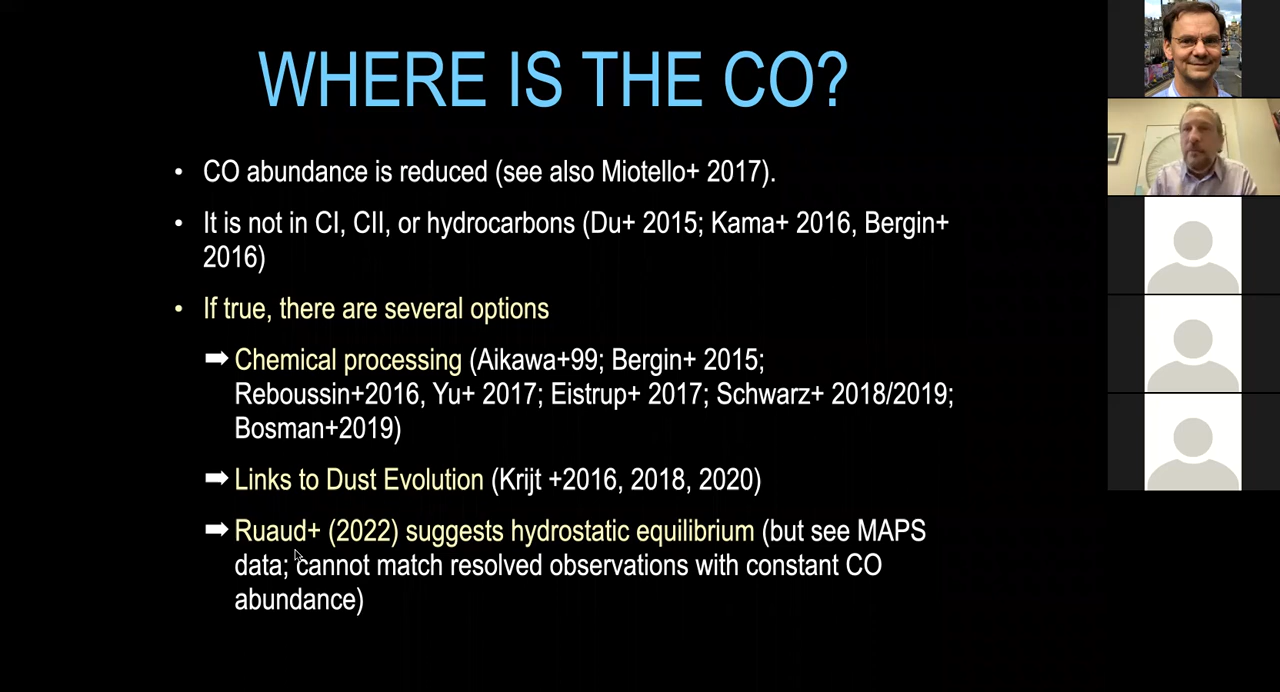 WHERE IS THE CO?
• CO abundance is reduced (see also Miotello+ 2017).
• It is not in CI, CII, or hydrocarbons (Du+ 2015; Kama+ 2016, Bergin+
2016)
• If true, there are several options
➡ Chemical processing (Aikawa+99; Bergin+ 2015;
Reboussin+2016, Yu+ 2017; Eistrup+ 2017; Schwarz+ 2018/2019;
Bosman+2019)
➡ Links to Dust Evolution (Krijt +2016, 2018, 2020)
➡ Ruaud+ (2022) suggests hydrostatic equilibrium (but see MAPS
data; cannot match resolved observations with constant CO
abundance)